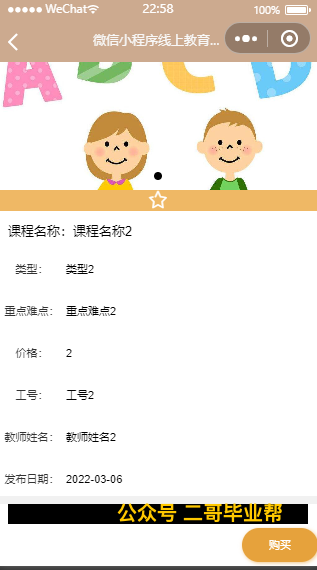 WeChat 22:58 100%
微信小程序线上教育...
A B C D
课程名称：课程名称2
类型： 类型2
重点难点： 重点难点2
价格： 2
工号： 工号2
教师姓名： 教师姓名2
发布日期： 2022-03-06
公众号 二哥毕业帮
购买